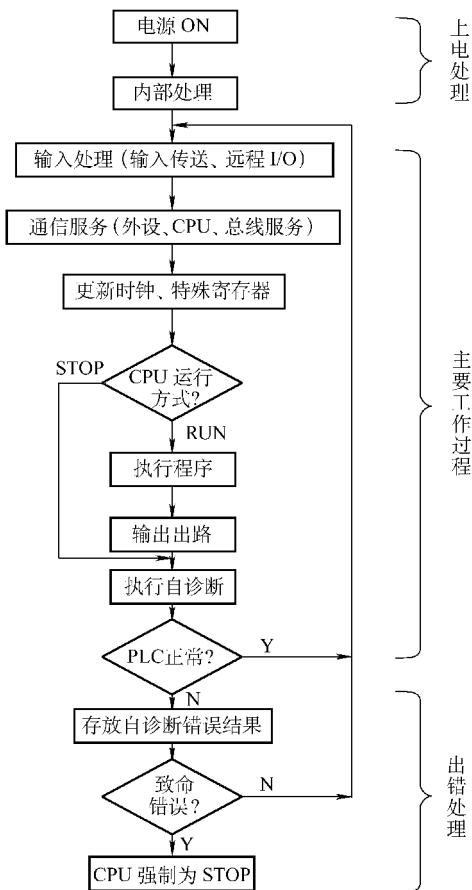 电源 ON
上电处理
内部处理
输入处理(输入传送、远程 I/O)
通信服务(外设、CPU、总线服务)
更新时钟、特殊寄存器
STOP
CPU 运行
方式?
RUN
主要工作过程
执行程序
输出出路
执行自诊断
PLC正常?
Y
N
存放自诊断错误结果
致命
错误?
N
Y
出错处理
CPU 强制为 STOP